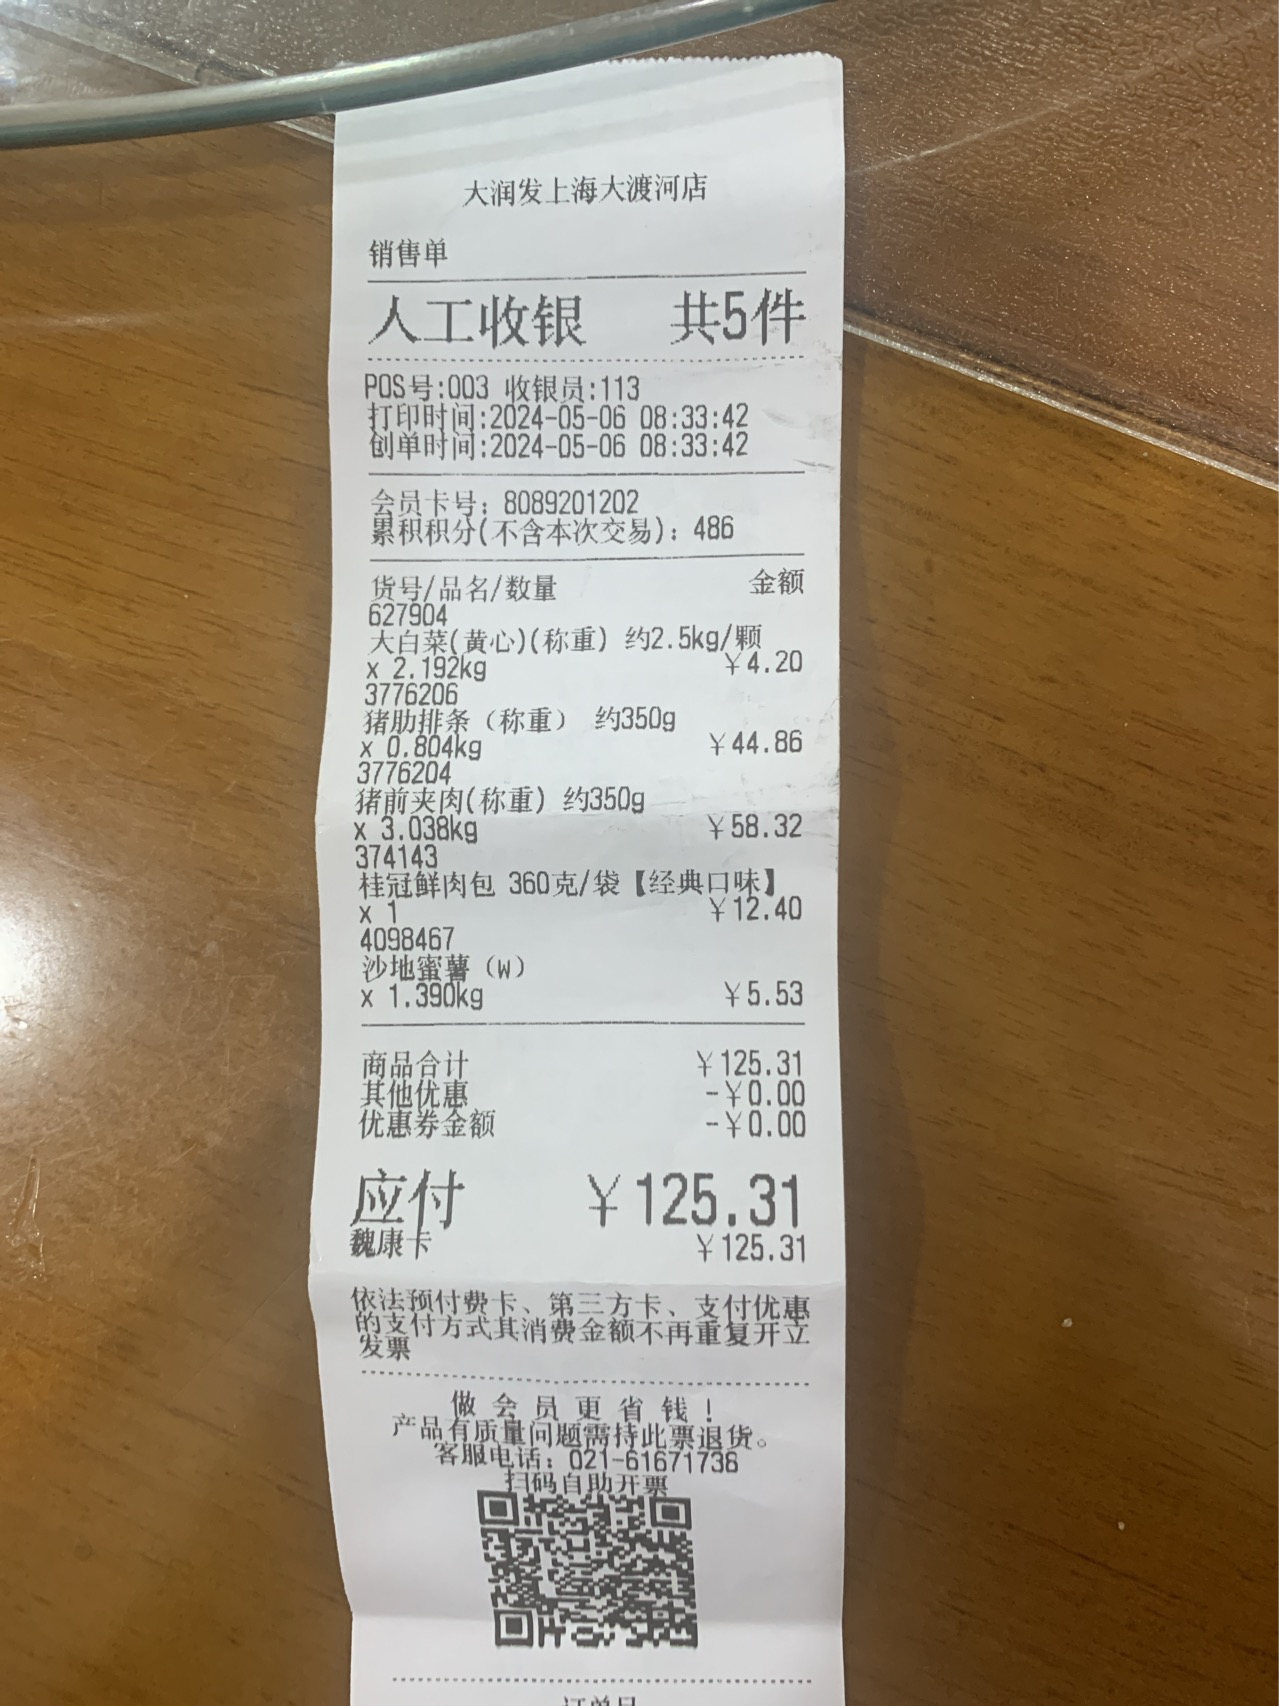 大润发上海大渡河店
销售单
人工收银 共5件
POS号:003 收银员:113
打印时间:2024-05-06 08:33:42
创单时间:2024-05-06 08:33:42
会员卡号: 8089201202
累积积分(不含本次交易): 486
货号/品名/数量 金额
627904
大白菜(黄心)(称重) 约2.5kg/颗
x 2.192kg ¥4.20
3776206
猪肋排条（称重） 约350g
x 0.804kg ¥44.86
3776204
猪前夹肉(称重) 约350g
x 3.038kg ¥58.32
374143
桂冠鲜肉包 360克/袋【经典口味】
x 1 ¥12.40
4098467
沙地蜜薯（W）
x 1.390kg ¥5.53
商品合计 ¥125.31
其他优惠 -¥0.00
优惠券金额 -¥0.00
应付 ¥125.31
魏康卡 ¥125.31
依法预付费卡、第三方卡、支付优惠
的支付方式其消费金额不再重复开立
发票
做会员更省钱！
产品有质量问题需持此票退货。
客服电话: 021-61671738
扫码自助开票